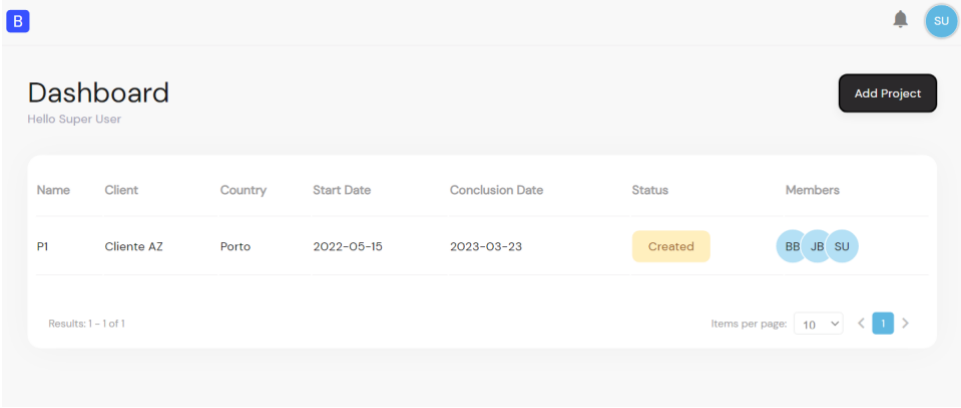 B
SU
Dashboard
Add Project
Hello Super User
Name Client Country Start Date Conclusion Date Status Members
P1 Cliente AZ Porto 2022-05-15 2023-03-23 Created BB JB SU
Results: 1 - 1 of 1 Items per page: 10 1